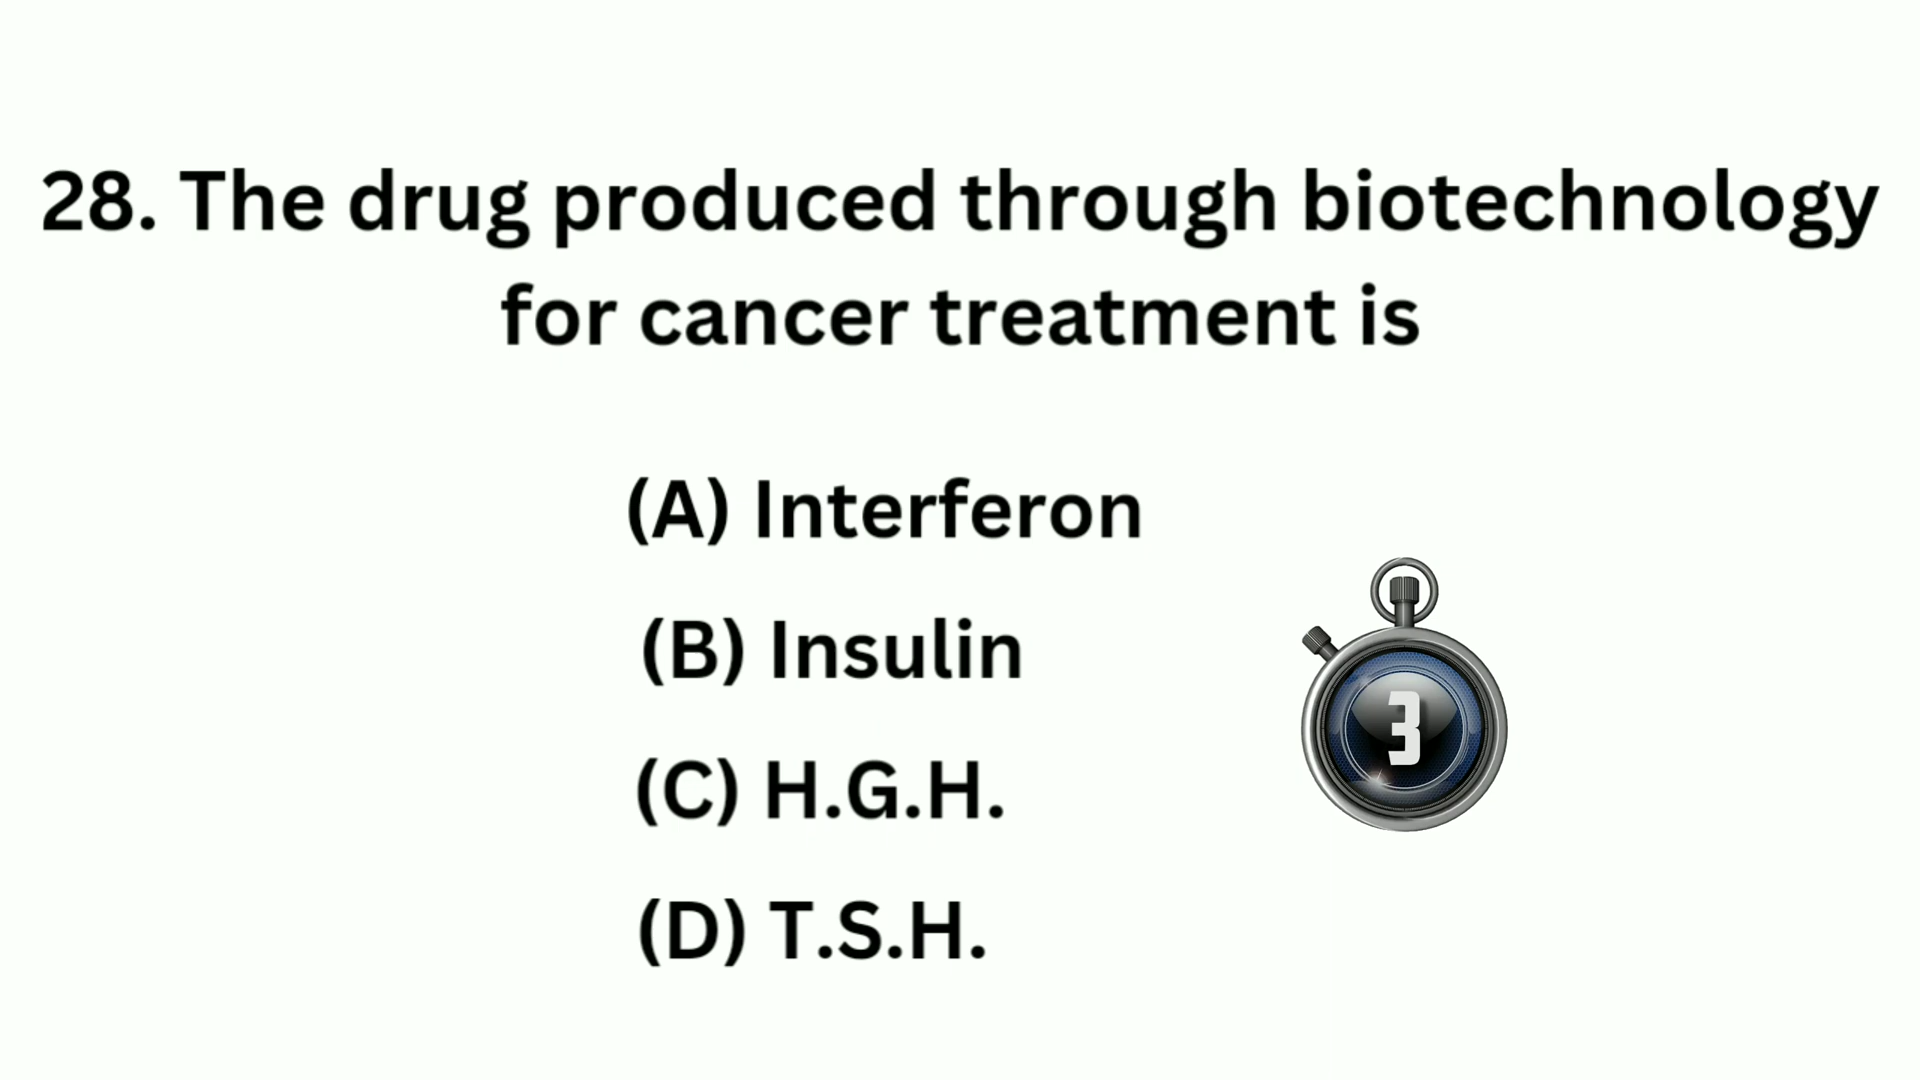 28. The drug produced through biotechnology
for cancer treatment is
(A) Interferon
(B) Insulin
(C) H.G.H.
(D) T.S.H.
3